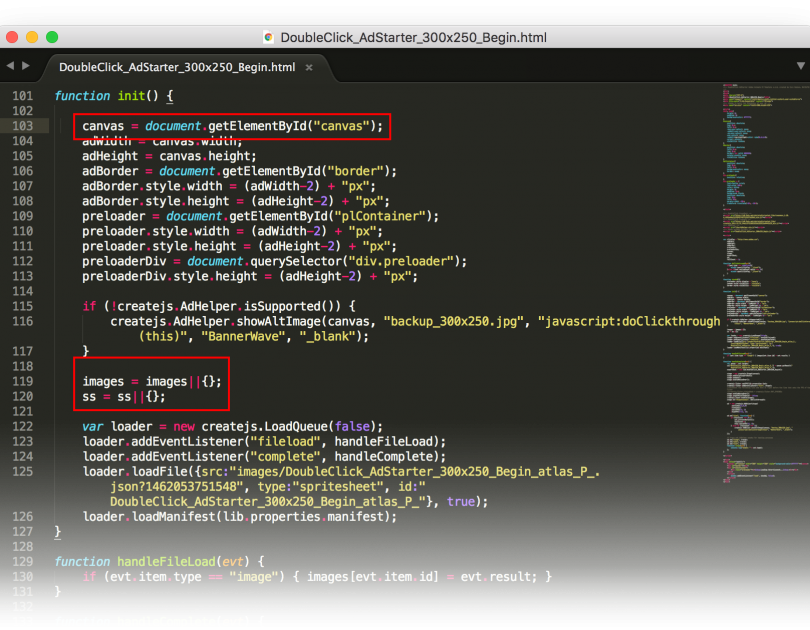 DoubleClick_AdStarter_300x250_Begin.html
DoubleClick_AdStarter_300x250_Begin.html ×
101 function init() {
102
103 canvas = document.getElementById("canvas");
104 adWidth = canvas.width;
105 adHeight = canvas.height;
106 adBorder = document.getElementById("border");
107 adBorder.style.width = (adWidth-2) + "px";
108 adBorder.style.height = (adHeight-2) + "px";
109 preloader = document.getElementById("plContainer");
110 preloader.style.width = (adWidth-2) + "px";
111 preloader.style.height = (adHeight-2) + "px";
112 preloaderDiv = document.querySelector("div.preloader");
113 preloaderDiv.style.height = (adHeight-2) + "px";
114
115 if (!createjs.AdHelper.isSupported()) {
116 createjs.AdHelper.showAltImage(canvas, "backup_300x250.jpg", "javascript:doClickthrough
(this)", "BannerWave", "_blank");
117 }
118
119 images = images||{};
120 ss = ss||{};
121
122 var loader = new createjs.LoadQueue(false);
123 loader.addEventListener("fileload", handleFileLoad);
124 loader.addEventListener("complete", handleComplete);
125 loader.loadFile({src:"images/DoubleClick_AdStarter_300x250_Begin_atlas_P_.
json?1462053751548", type:"spritesheet", id:"
DoubleClick_AdStarter_300x250_Begin_atlas_P_"}, true);
126 loader.loadManifest(lib.properties.manifest);
127 }
128
129 function handleFileLoad(evt) {
130 if (evt.item.type == "image") { images[evt.item.id] = evt.result; }
131 }
132